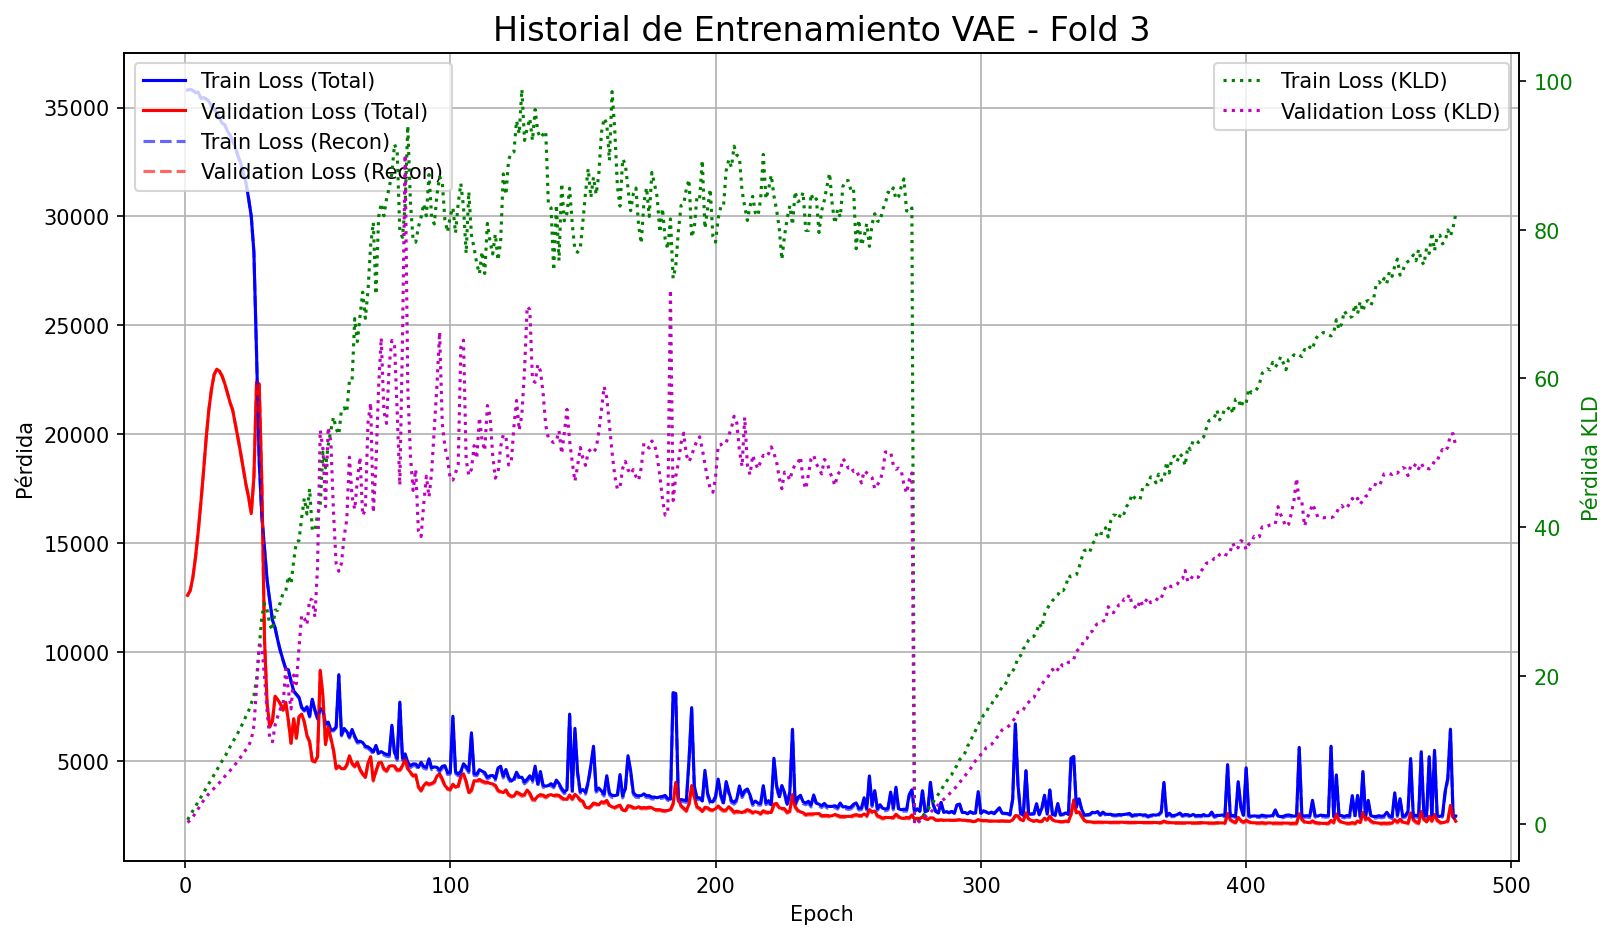 Historial de Entrenamiento VAE - Fold 3
Train Loss (Total)
Validation Loss (Total)
Train Loss (Recon)
Validation Loss (Recon)
Train Loss (KLD)
Validation Loss (KLD)
Pérdida
35000
30000
25000
20000
15000
10000
5000
100
80
60
40
20
0
Pérdida KLD
0
100
200
300
400
500
Epoch